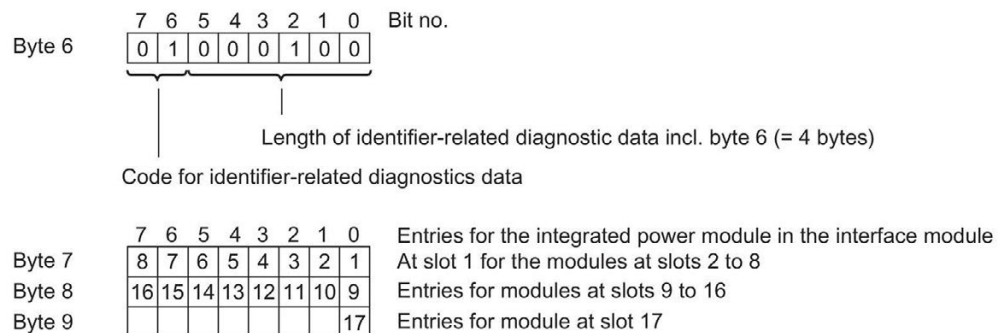 7 6 5 4 3 2 1 0 Bit no.
Byte 6 0 1 0 0 0 1 0 0
Length of identifier-related diagnostic data incl. byte 6 (= 4 bytes)
Code for identifier-related diagnostics data
7 6 5 4 3 2 1 0 Entries for the integrated power module in the interface module
Byte 7 8 7 6 5 4 3 2 1 At slot 1 for the modules at slots 2 to 8
Byte 8 16 15 14 13 12 11 10 9 Entries for modules at slots 9 to 16
Byte 9 17 Entries for module at slot 17